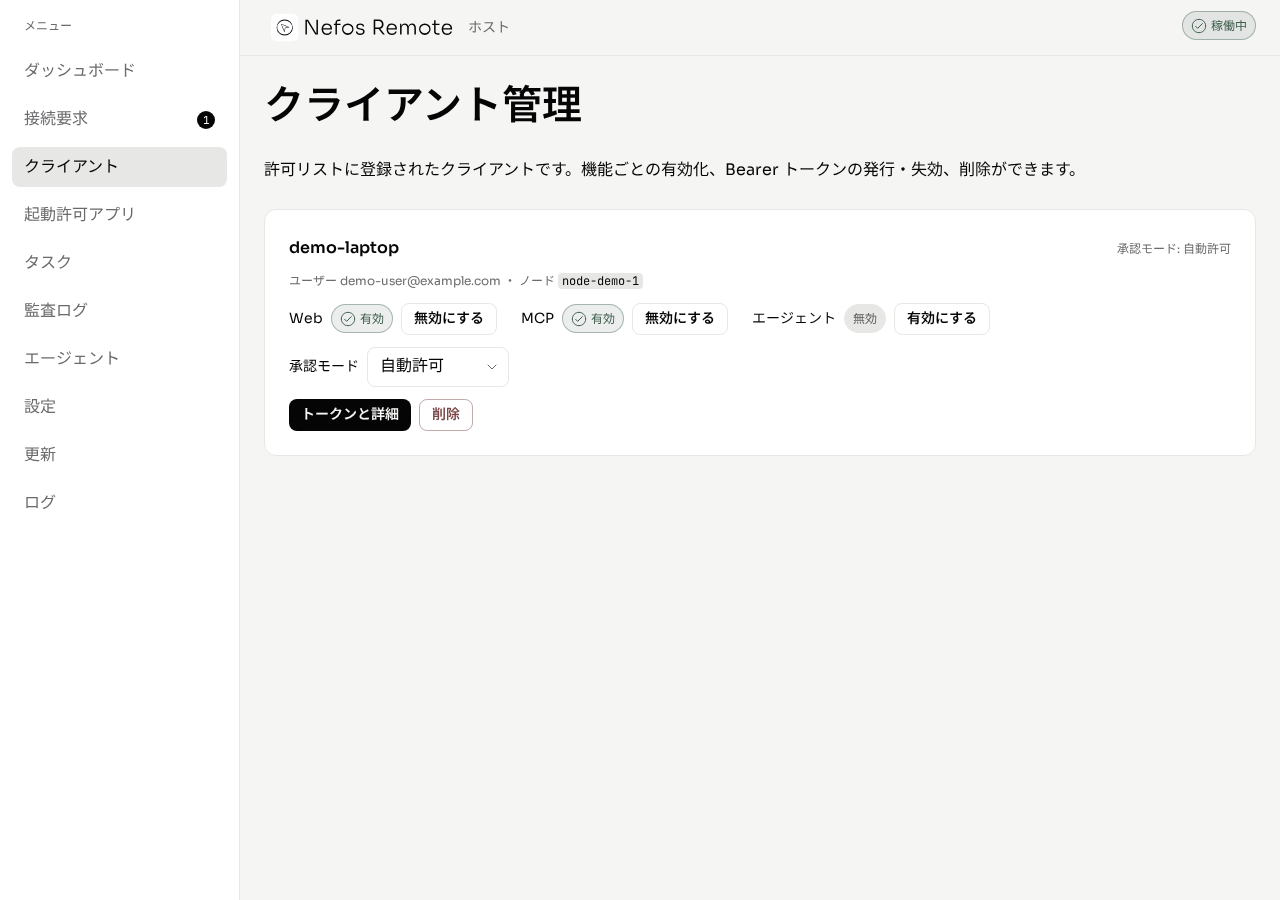 メニュー
ダッシュボード
接続要求 1
クライアント
起動許可アプリ
タスク
監査ログ
エージェント
設定
更新
ログ
Nefos Remote ホスト
稼働中
クライアント管理
許可リストに登録されたクライアントです。機能ごとの有効化、Bearer トークンの発行・失効、削除ができます。
demo-laptop
承認モード: 自動許可
ユーザー demo-user@example.com ・ ノード node-demo-1
Web 有効 無効にする MCP 有効 無効にする エージェント 無効 有効にする
承認モード 自動許可
トークンと詳細 削除